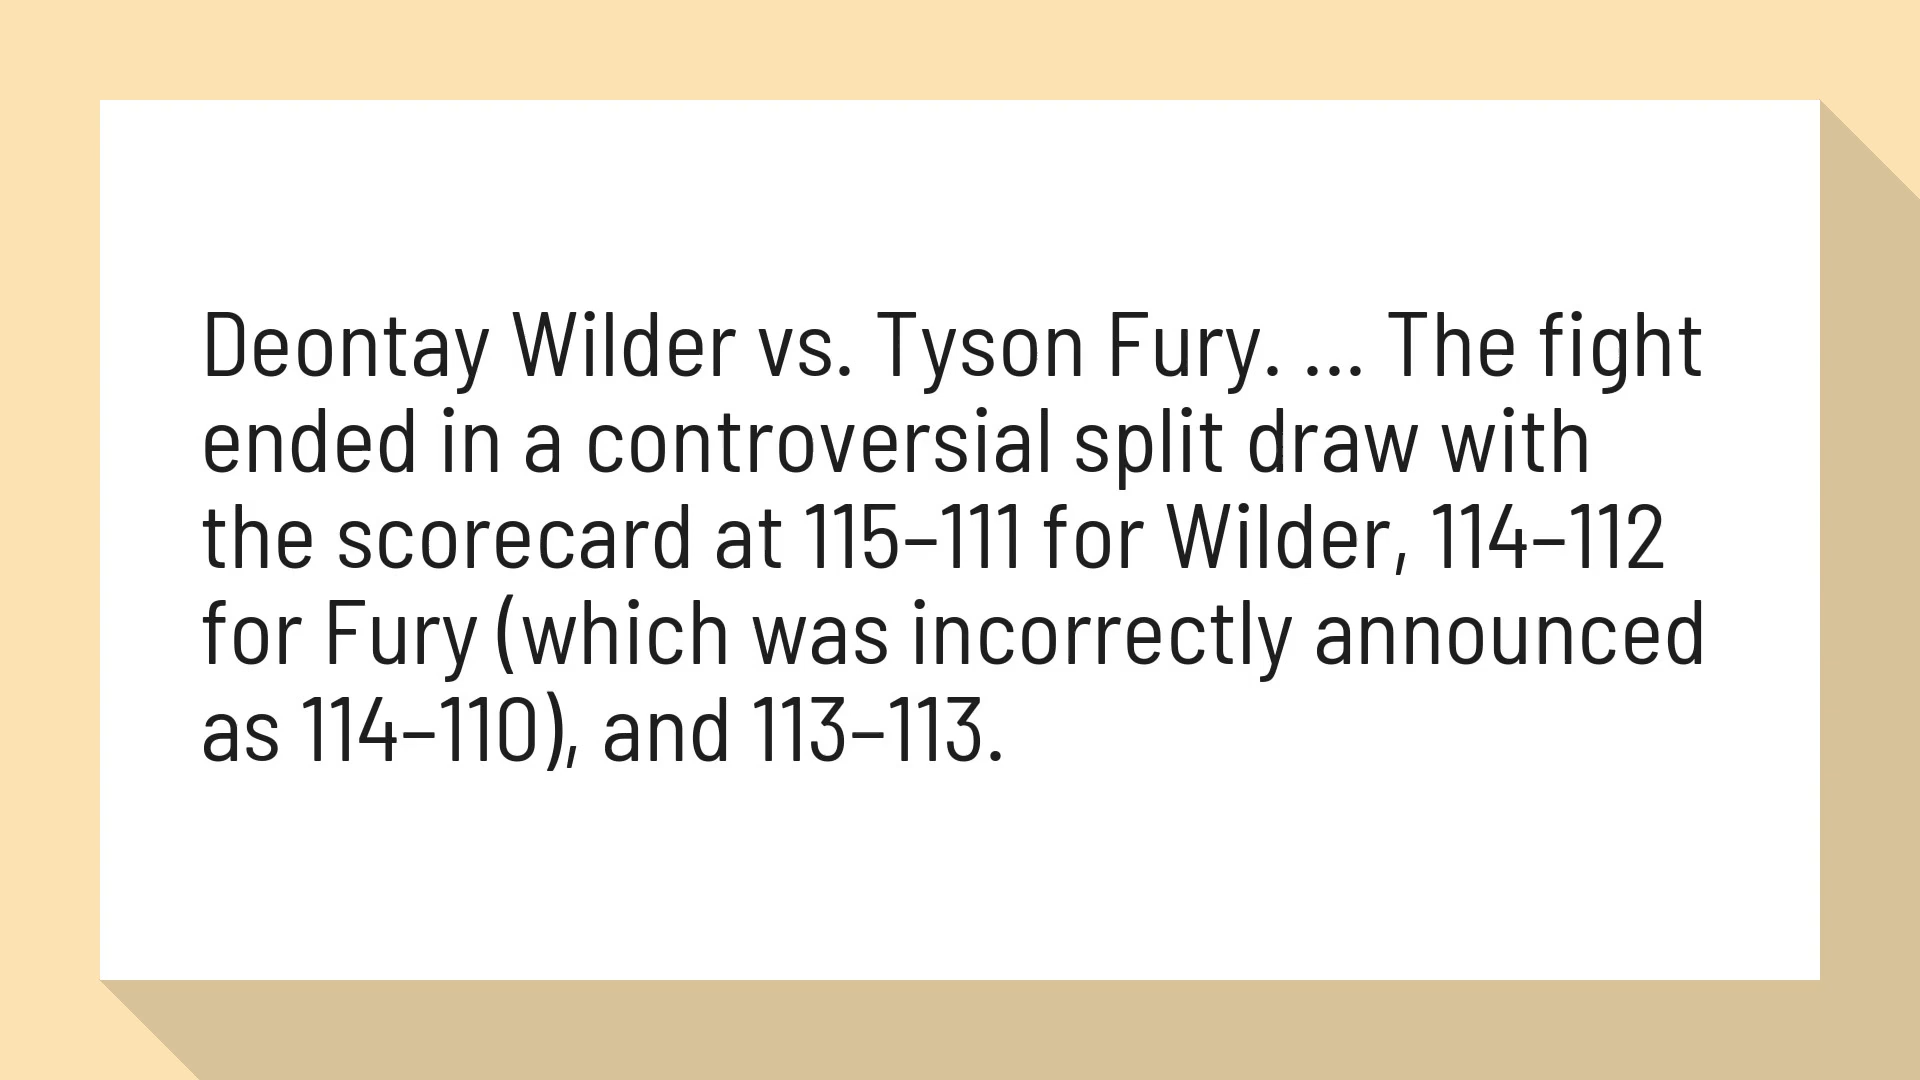 Deontay Wilder vs. Tyson Fury. ... The fight
ended in a controversial split draw with
the scorecard at 115–111 for Wilder, 114–112
for Fury (which was incorrectly announced
as 114–110), and 113–113.